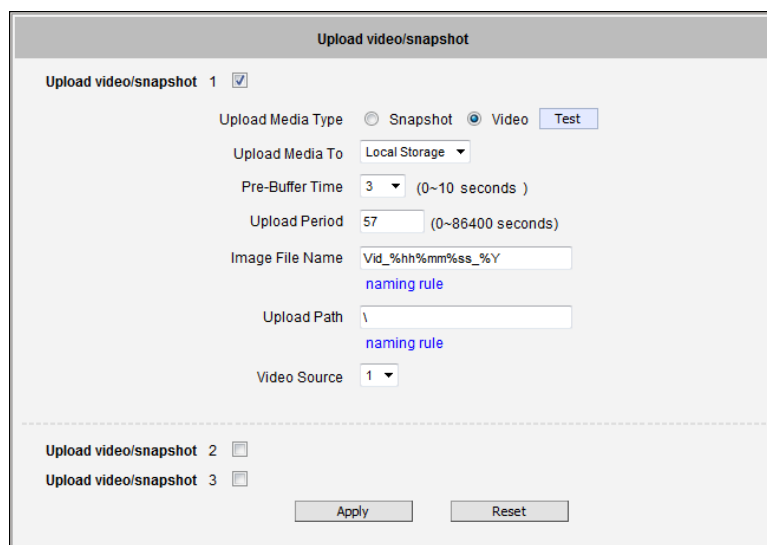 Upload video/snapshot
Upload video/snapshot 1
Upload Media Type Snapshot Video Test
Upload Media To Local Storage
Pre-Buffer Time 3 (0~10 seconds )
Upload Period 57 (0~86400 seconds)
Image File Name Vid_%hh%mm%ss_%Y
naming rule
Upload Path \
naming rule
Video Source 1
Upload video/snapshot 2
Upload video/snapshot 3
Apply Reset